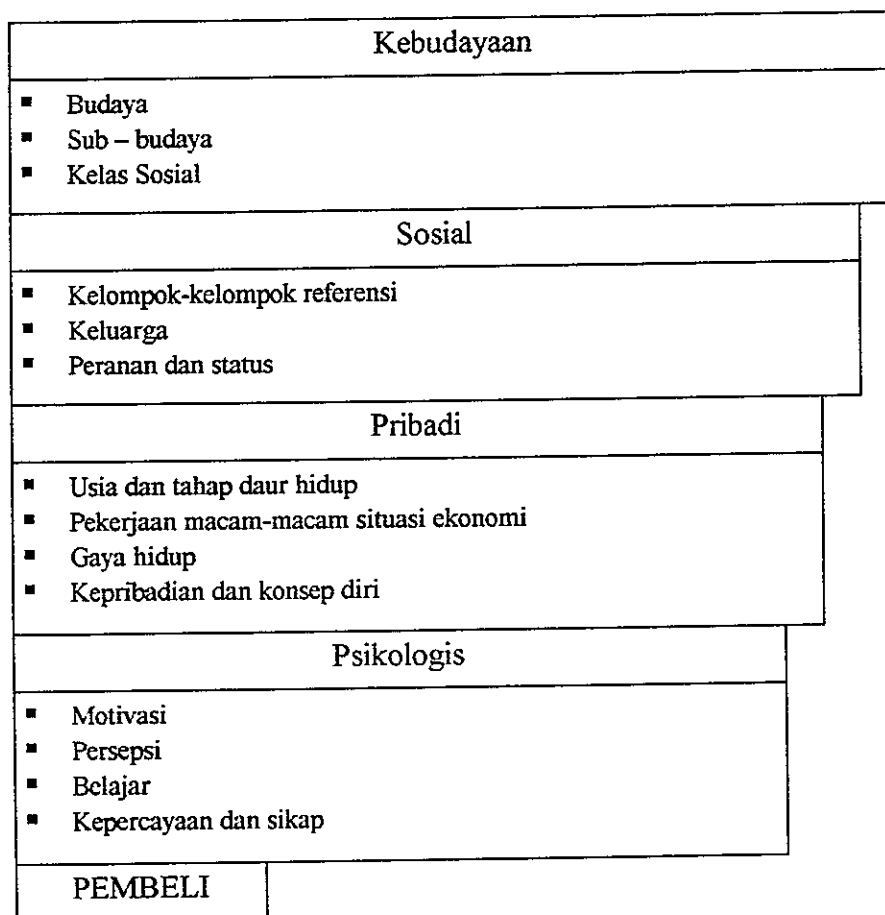 Kebudayaan
▪ Budaya
▪ Sub – budaya
▪ Kelas Sosial
Sosial
▪ Kelompok-kelompok referensi
▪ Keluarga
▪ Peranan dan status
Pribadi
▪ Usia dan tahap daur hidup
▪ Pekerjaan macam-macam situasi ekonomi
▪ Gaya hidup
▪ Kepribadian dan konsep diri
Psikologis
▪ Motivasi
▪ Persepsi
▪ Belajar
▪ Kepercayaan dan sikap
PEMBELI